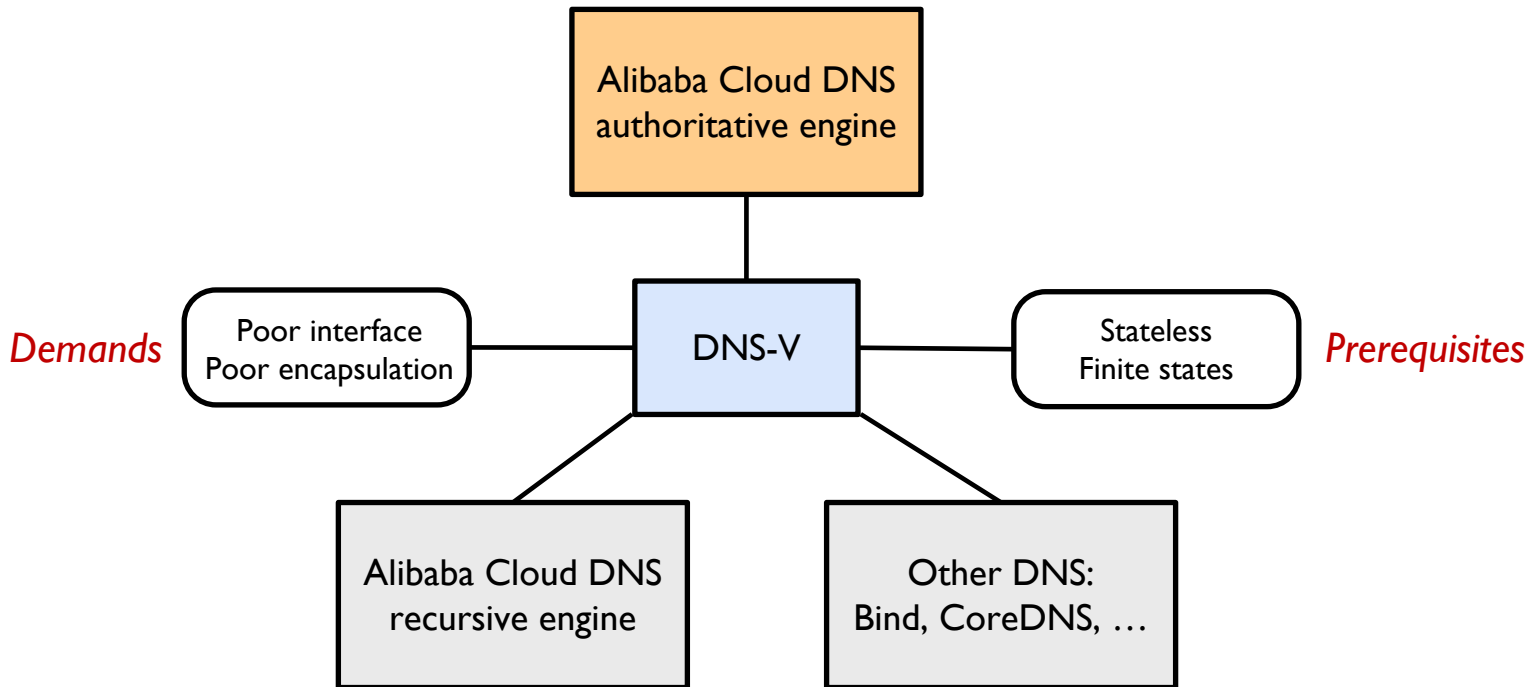 Alibaba Cloud DNS
authoritative engine
Demands
Poor interface
Poor encapsulation
DNS-V
Stateless
Finite states
Prerequisites
Alibaba Cloud DNS
recursive engine
Other DNS:
Bind, CoreDNS, …